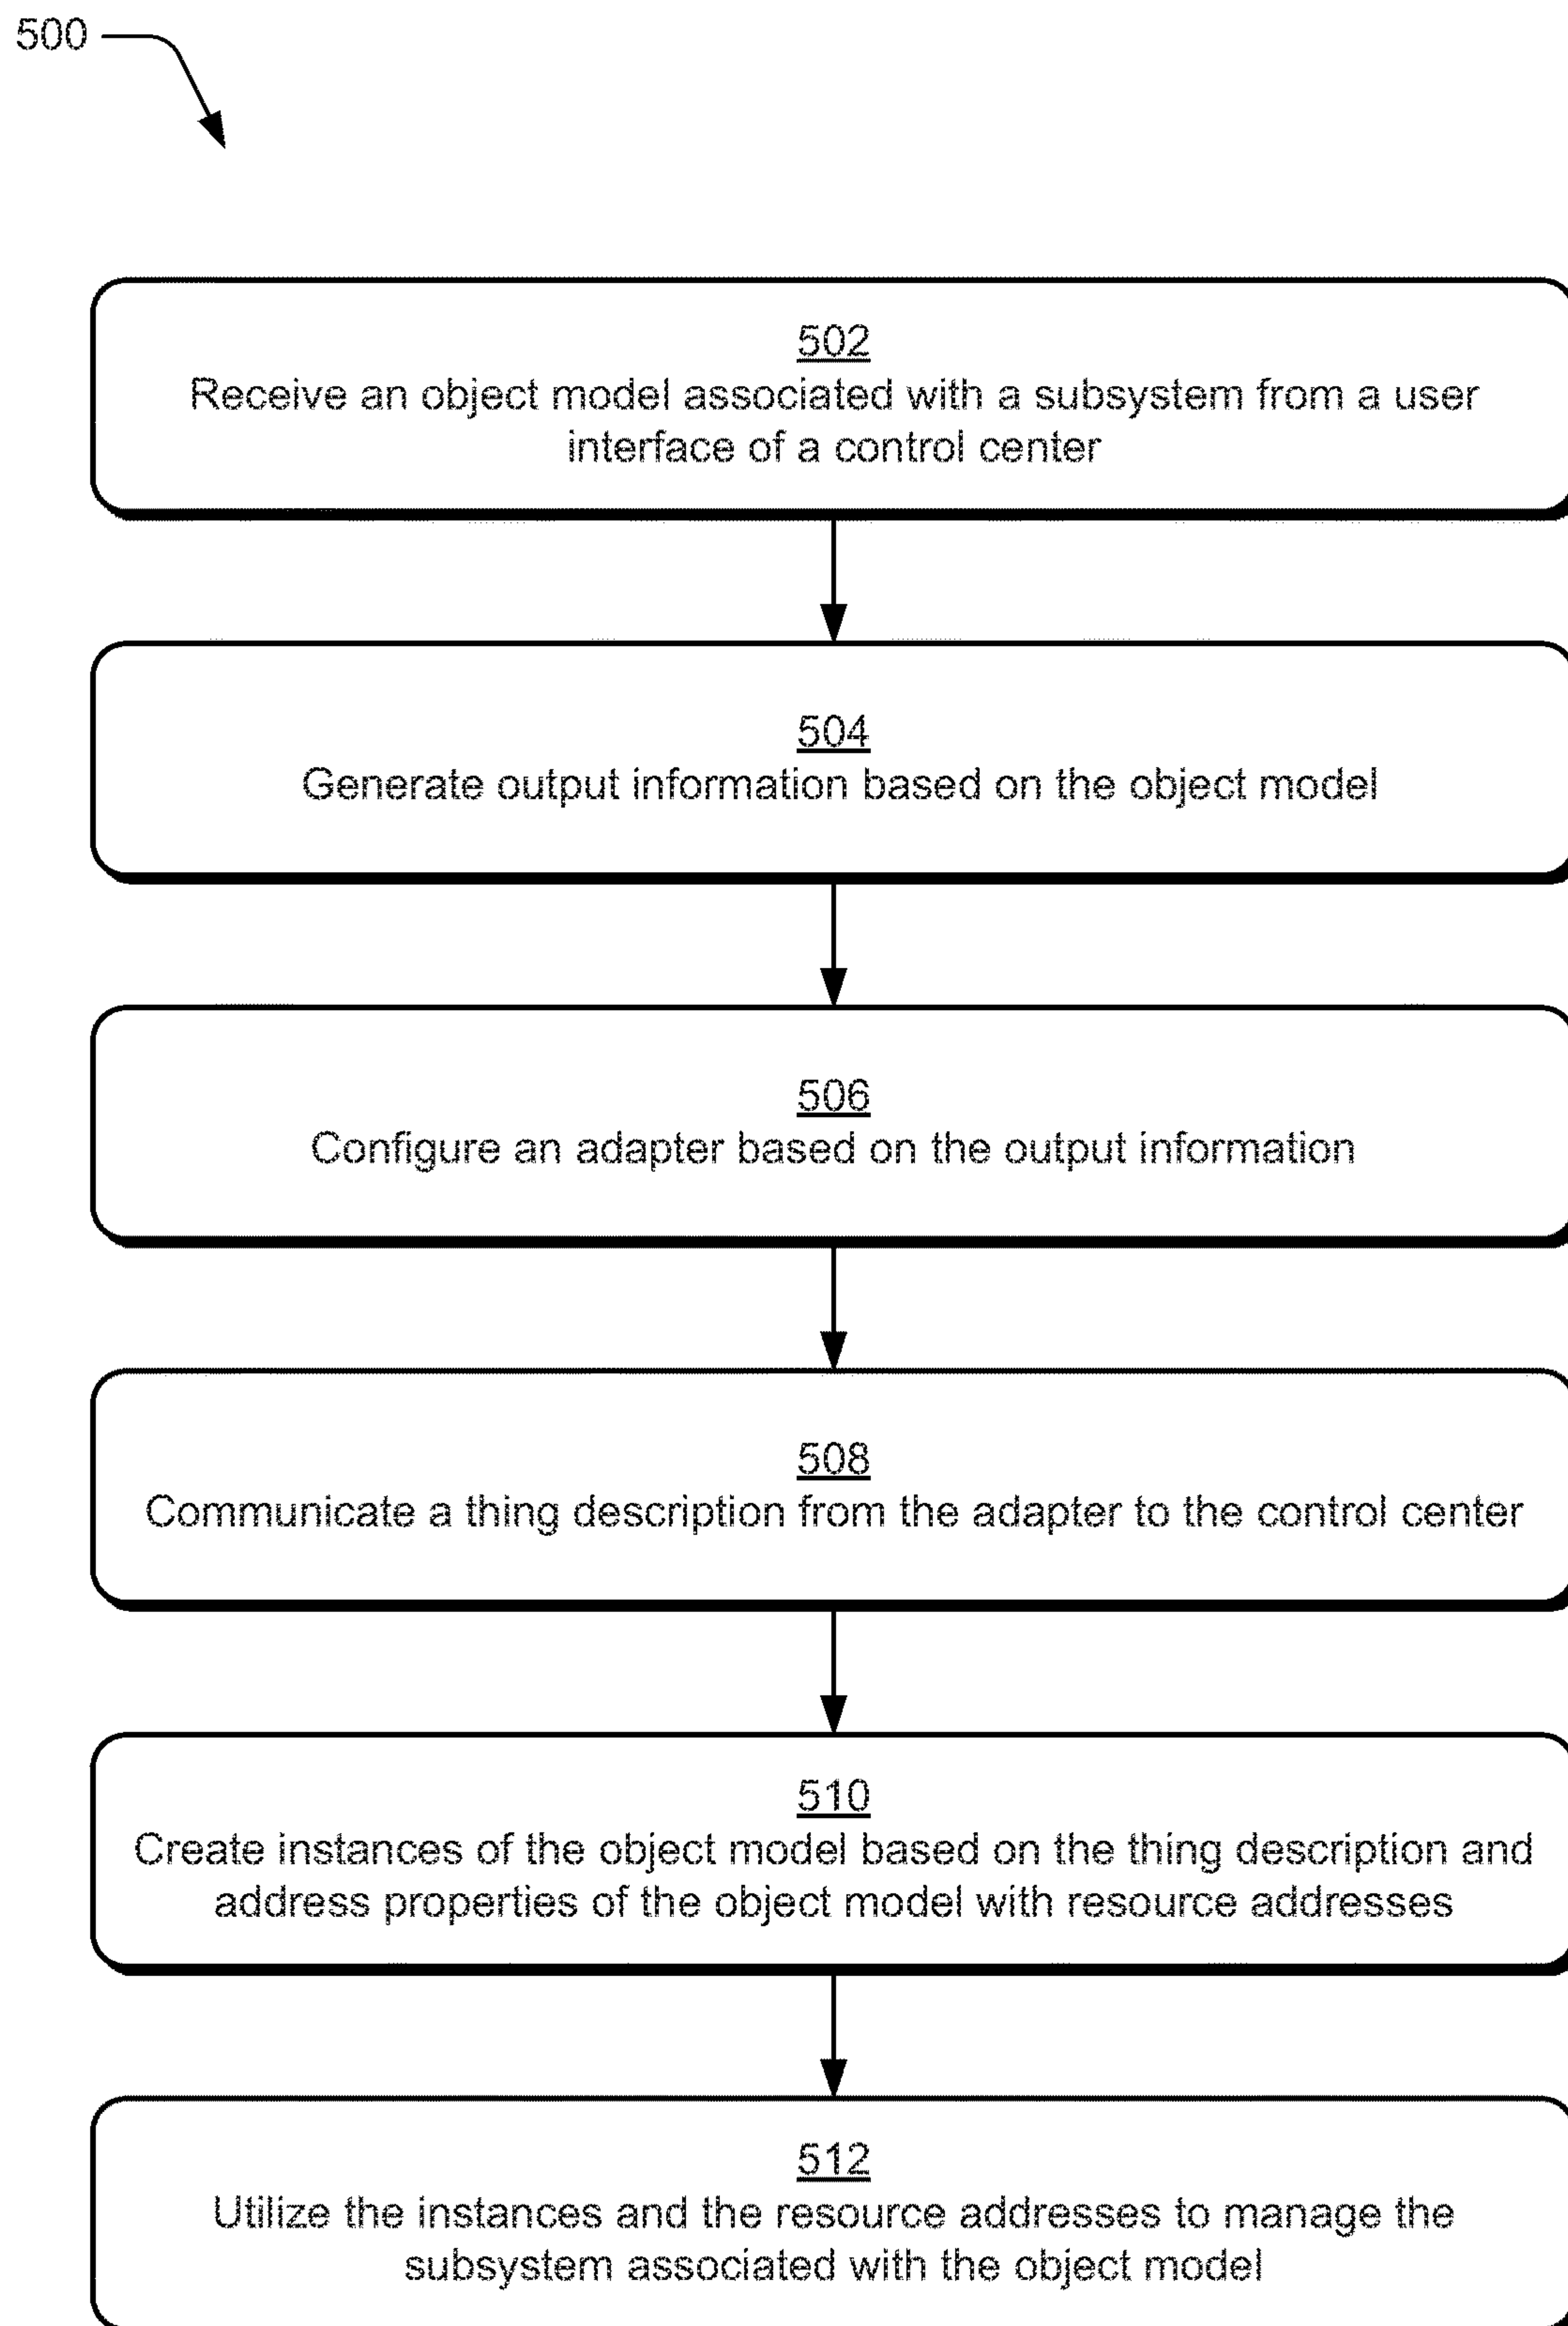 500
502
Receive an object model associated with a subsystem from a user
interface of a control center
504
Generate output information based on the object model
506
Configure an adapter based on the output information
508
Communicate a thing description from the adapter to the control center
510
Create instances of the object model based on the thing description and
address properties of the object model with resource addresses
512
Utilize the instances and the resource addresses to manage the
subsystem associated with the object model